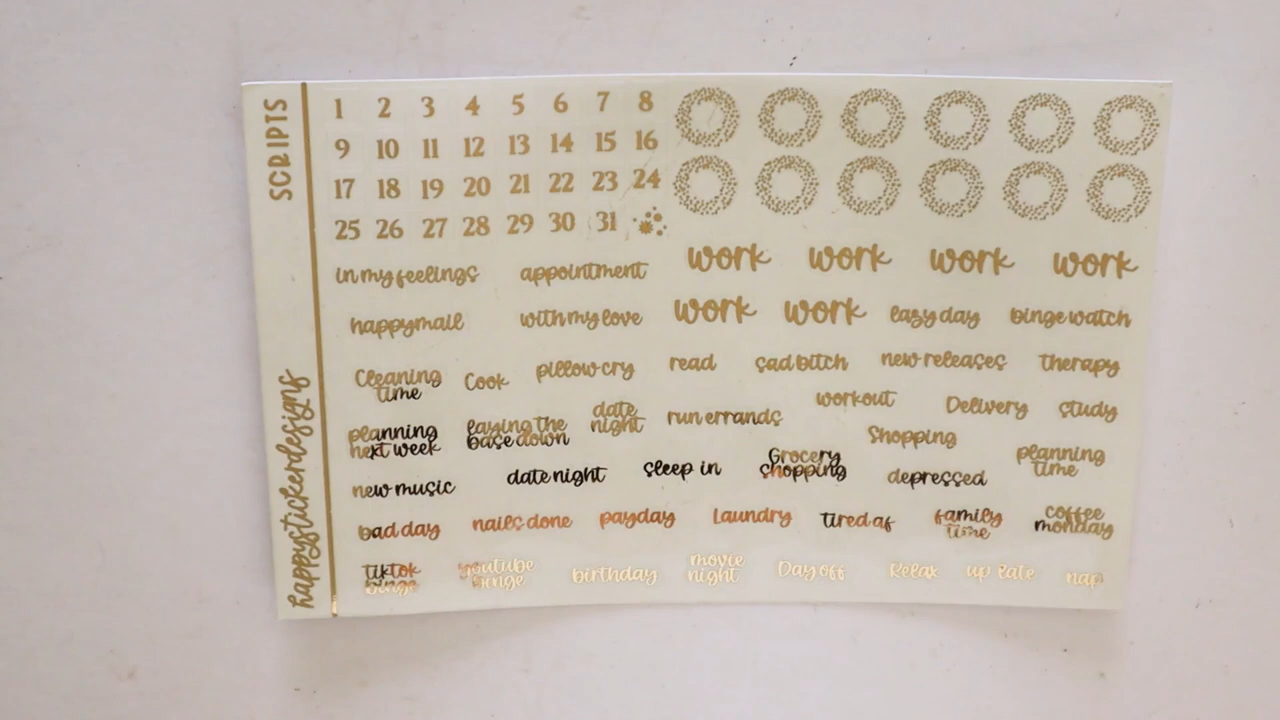 SCRIPTS
happystickerdesigns
1 2 3 4 5 6 7 8
9 10 11 12 13 14 15 16
17 18 19 20 21 22 23 24
25 26 27 28 29 30 31
work work work work
in my feelings appointment
work work lazy day binge watch
happymail with my love
Cleaning time Cook pillow cry read sad bitch new releases therapy
workout Delivery study
planning next week laying the base down date night run errands Shopping planning time
new music date night sleep in Grocery shopping depressed
bad day nails done payday Laundry tired af family time coffee monday
tiktok binge youtube binge birthday movie night Day off Relax up late nap